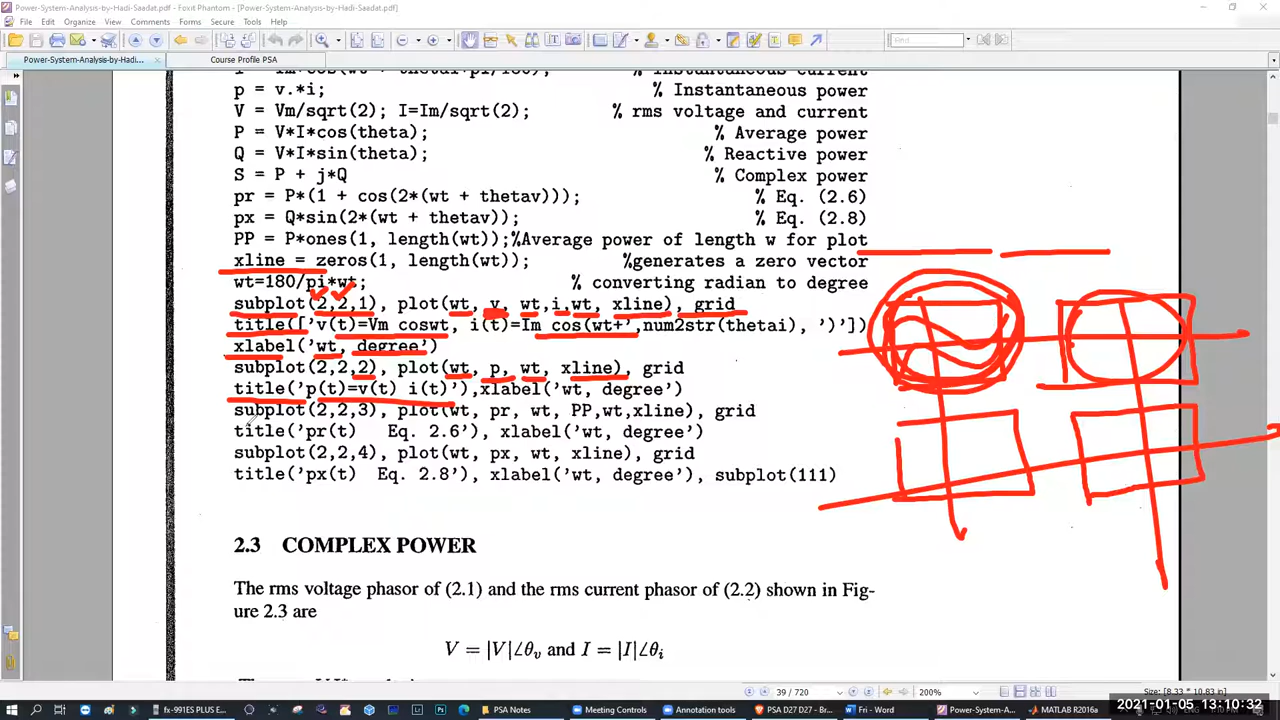 Power-System-Analysis-by-Hadi-Saadat.pdf - Foxit Phantom - [Power-System-Analysis-by-Hadi-Saadat.pdf]
File Edit Organize View Comments Forms Secure Tools Help
200% Find
Power-System-Analysis-by-Hadi... Course Profile PSA
p = v.*i; % Instantaneous power
V = Vm/sqrt(2); I=Im/sqrt(2); % rms voltage and current
P = V*I*cos(theta); % Average power
Q = V*I*sin(theta); % Reactive power
S = P + j*Q % Complex power
pr = P*(1 + cos(2*(wt + thetav))); % Eq. (2.6)
px = Q*sin(2*(wt + thetav)); % Eq. (2.8)
PP = P*ones(1, length(wt));%Average power of length w for plot
xline = zeros(1, length(wt)); %generates a zero vector
wt=180/pi*wt; % converting radian to degree
subplot(2,2,1), plot(wt, v, wt,i,wt, xline), grid
title(['v(t)=Vm coswt, i(t)=Im cos(wt+',num2str(thetai), ')'])
xlabel('wt, degree')
subplot(2,2,2), plot(wt, p, wt, xline), grid
title('p(t)=v(t) i(t)'),xlabel('wt, degree')
subplot(2,2,3), plot(wt, pr, wt, PP,wt,xline), grid
title('pr(t) Eq. 2.6'), xlabel('wt, degree')
subplot(2,2,4), plot(wt, px, wt, xline), grid
title('px(t) Eq. 2.8'), xlabel('wt, degree'), subplot(111)
2.3 COMPLEX POWER
The rms voltage phasor of (2.1) and the rms current phasor of (2.2) shown in Fig-
ure 2.3 are
V = |V|∠θv and I = |I|∠θi
39 / 720 200% Size: [8.33 * 10.83 in]
fx-991ES PLUS E... PSA Notes Meeting Controls Annotation tools PSA D27 D27 - Br... Fri - Word Power-System-An... MATLAB R2016a
2021-01-05 13:10:32